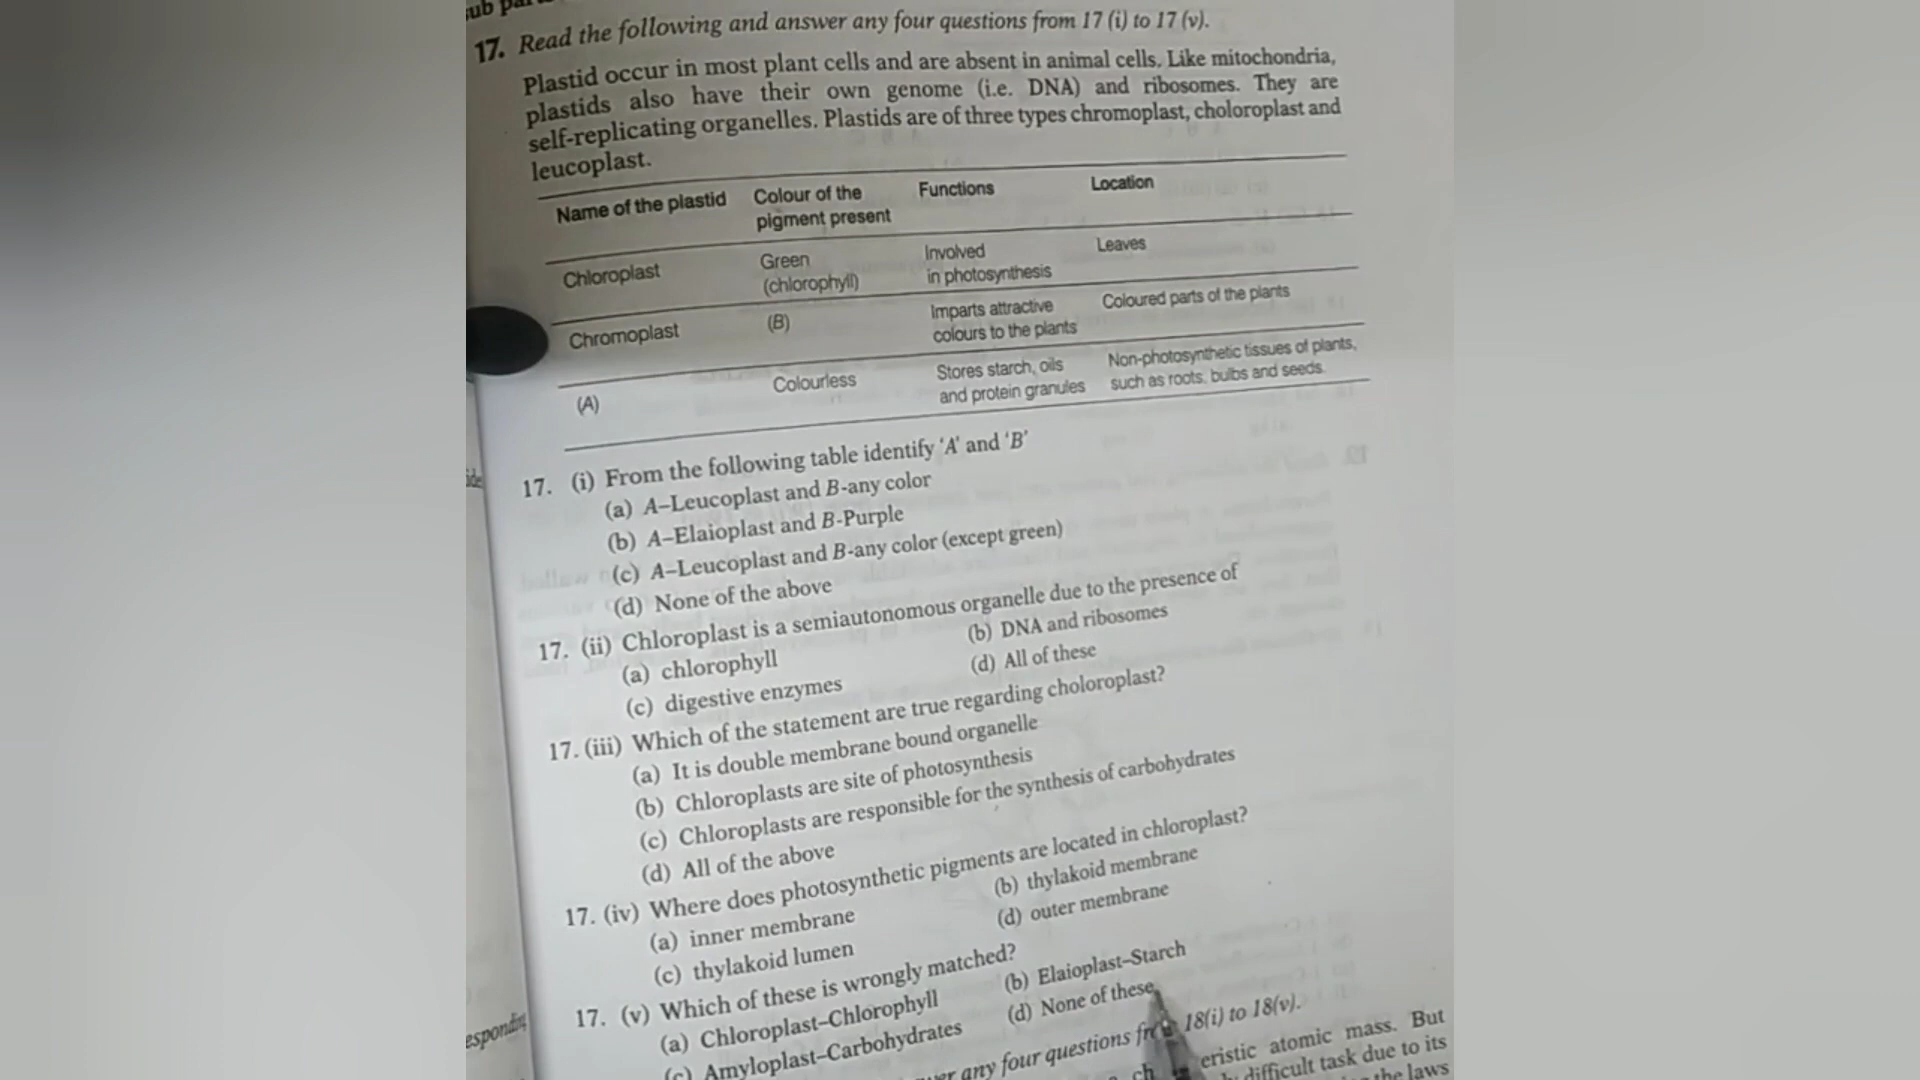 sub
17. Read the following and answer any four questions from 17 (i) to 17 (v).
Plastid occur in most plant cells and are absent in animal cells. Like mitochondria,
plastids also have their own genome (i.e. DNA) and ribosomes. They are
self-replicating organelles. Plastids are of three types chromoplast, choloroplast and
leucoplast.
Name of the plastid Colour of the pigment present Functions Location
Chloroplast Green (chlorophyll) Involved in photosynthesis Leaves
Chromoplast (B) Imparts attractive colours to the plants Coloured parts of the plants
(A) Colourless Stores starch, oils and protein granules Non-photosynthetic tissues of plants, such as roots, bulbs and seeds.
17. (i) From the following table identify 'A' and 'B'
(a) A–Leucoplast and B-any color
(b) A–Elaioplast and B-Purple
(c) A–Leucoplast and B-any color (except green)
(d) None of the above
17. (ii) Chloroplast is a semiautonomous organelle due to the presence of
(a) chlorophyll (b) DNA and ribosomes
(c) digestive enzymes (d) All of these
17. (iii) Which of the statement are true regarding choloroplast?
(a) It is double membrane bound organelle
(b) Chloroplasts are site of photosynthesis
(c) Chloroplasts are responsible for the synthesis of carbohydrates
(d) All of the above
17. (iv) Where does photosynthetic pigments are located in chloroplast?
(a) inner membrane (b) thylakoid membrane
(c) thylakoid lumen (d) outer membrane
17. (v) Which of these is wrongly matched?
(a) Chloroplast–Chlorophyll (b) Elaioplast–Starch
(c) Amyloplast–Carbohydrates (d) None of these
any four questions 18(i) to 18(v).
eristic atomic mass. But
difficult task due to its
the laws